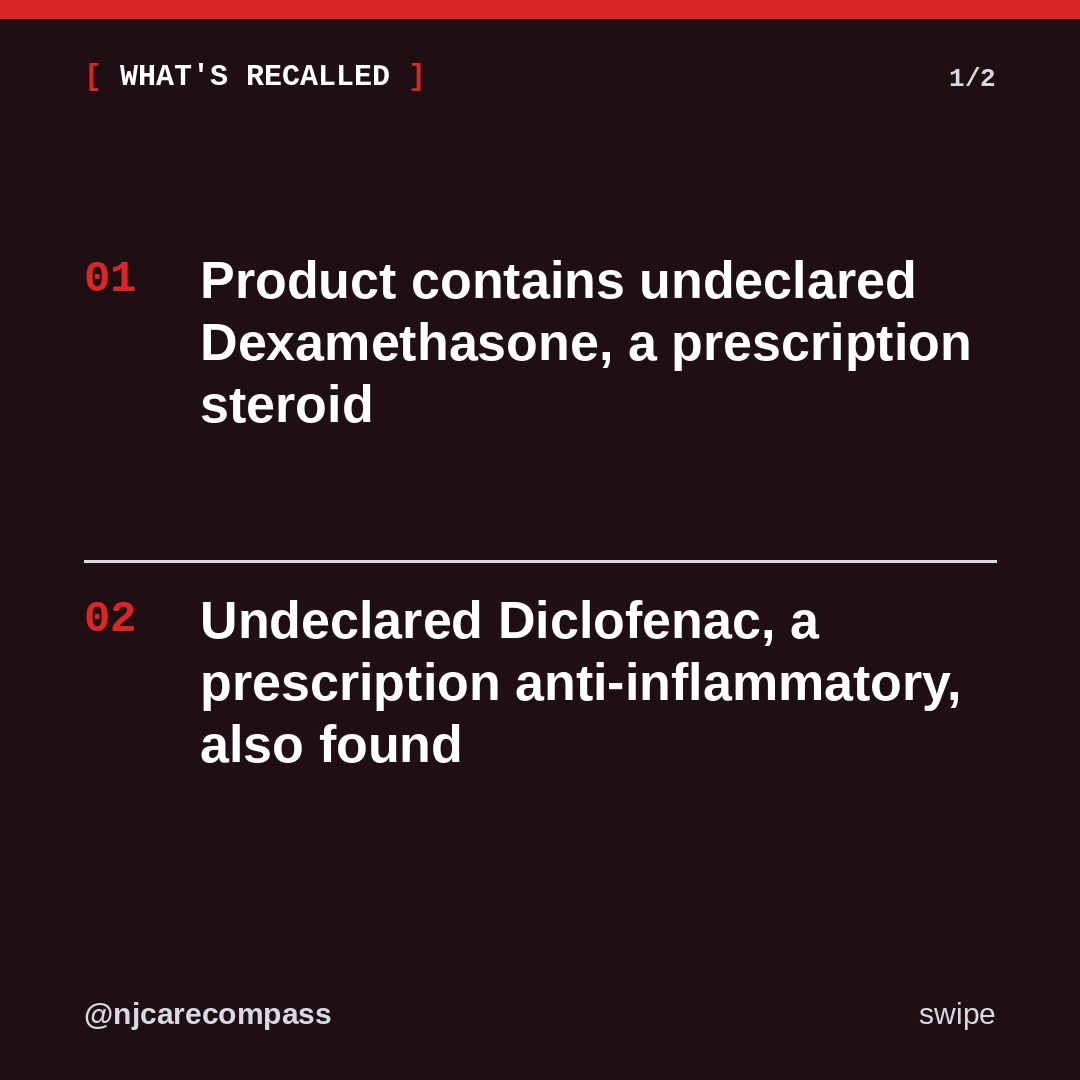 [ WHAT'S RECALLED ]
1/2
01
Product contains undeclared
Dexamethasone, a prescription
steroid
02
Undeclared Diclofenac, a
prescription anti-inflammatory,
also found
@njcarecompass
swipe